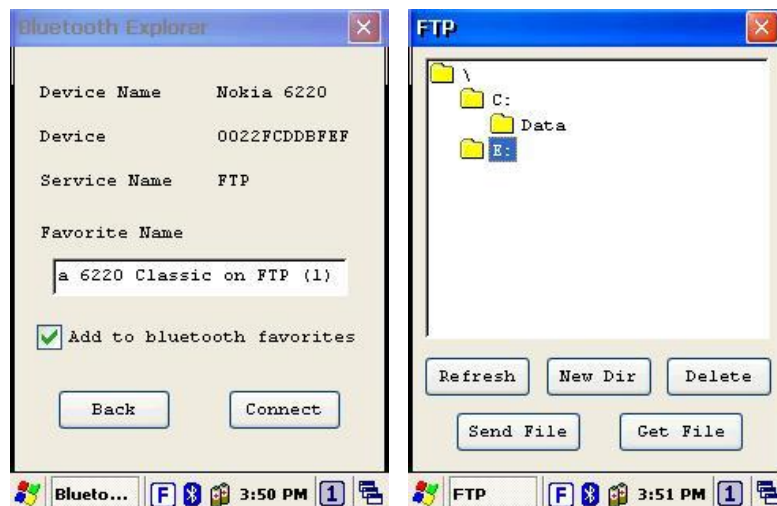 Bluetooth Explorer
Device Name Nokia 6220
Device 0022FCDDBFEF
Service Name FTP
Favorite Name
a 6220 Classic on FTP (1)
Add to bluetooth favorites
Back Connect
Blueto... F 3:50 PM 1
FTP
\
C:
Data
E:
Refresh New Dir Delete
Send File Get File
FTP F 3:51 PM 1